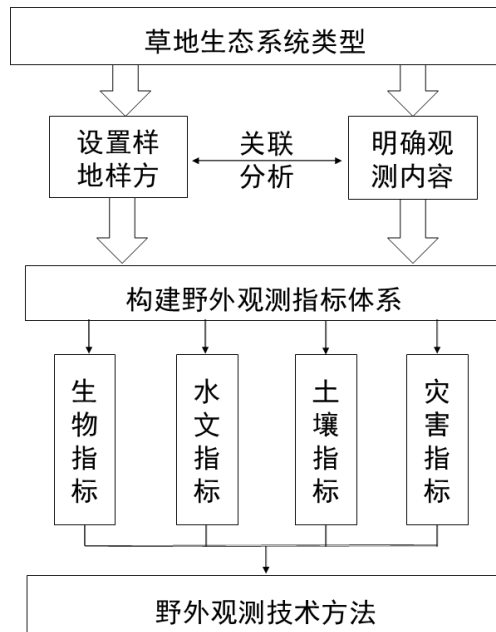 草地生态系统类型
设置样
地样方
关联
分析
明确观
测内容
构建野外观测指标体系
生物指标
水文指标
土壤指标
灾害指标
野外观测技术方法